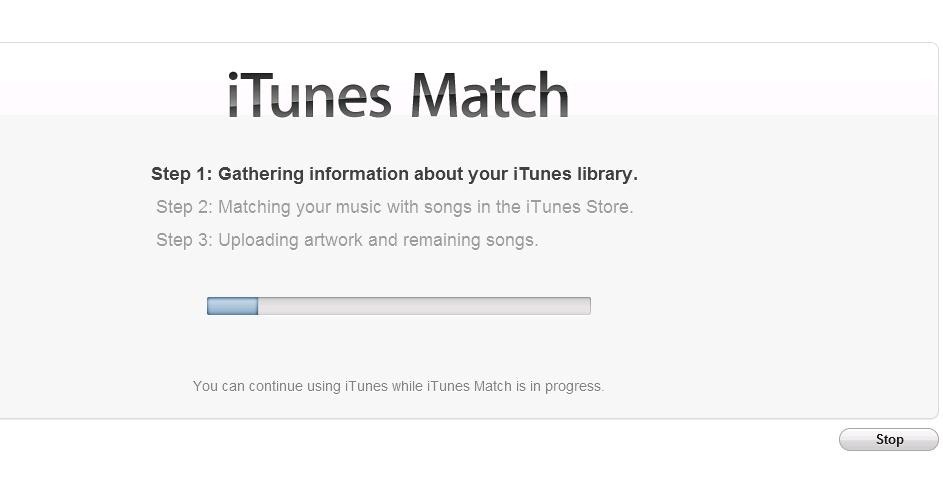 iTunes Match
Step 1: Gathering information about your iTunes library.
Step 2: Matching your music with songs in the iTunes Store.
Step 3: Uploading artwork and remaining songs.
You can continue using iTunes while iTunes Match is in progress.
Stop